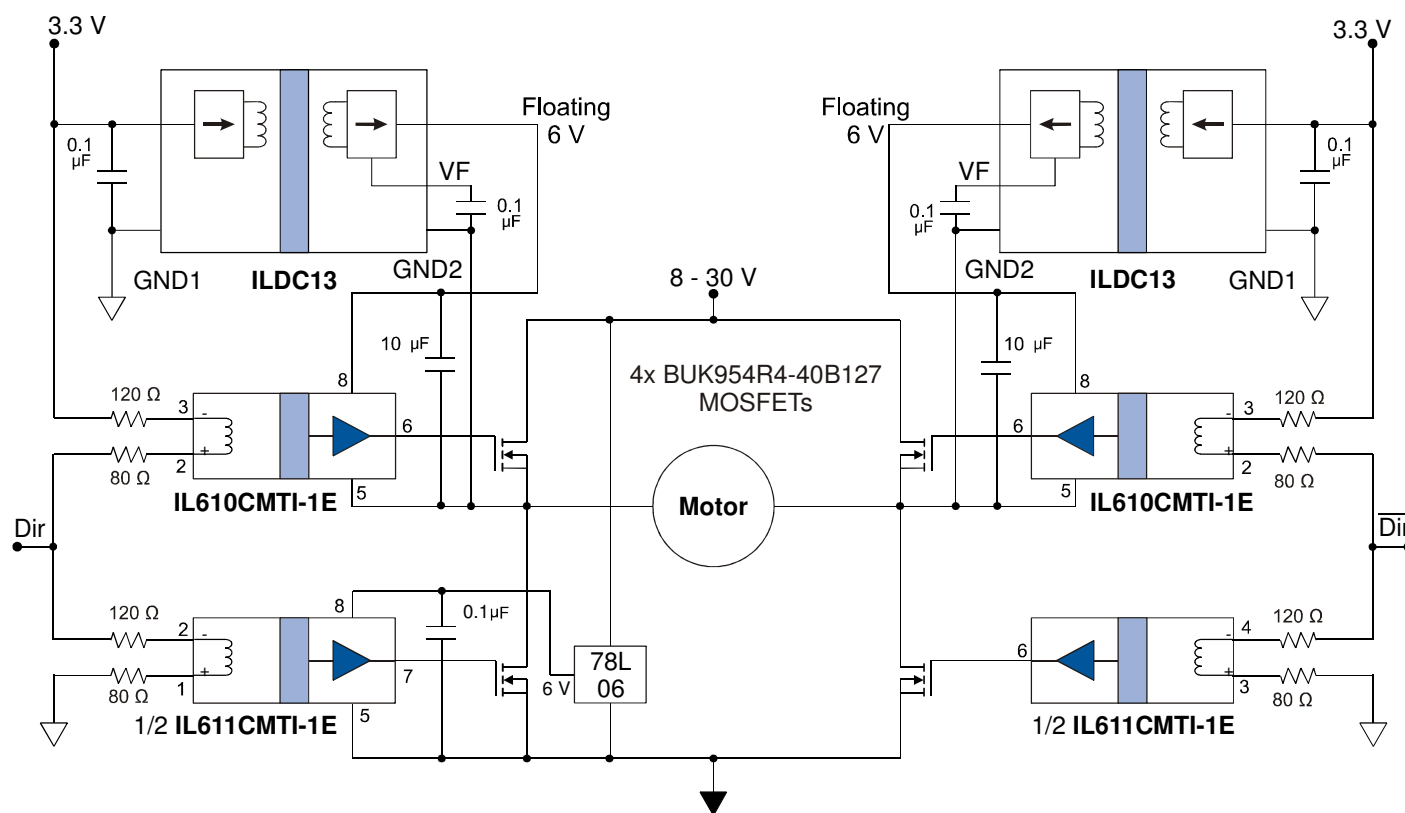 3.3 V
3.3 V
Floating
6 V
Floating
6 V
0.1
µF
0.1
µF
VF
VF
0.1
µF
0.1
µF
GND1
ILDC13
GND2
GND2
ILDC13
GND1
8 - 30 V
10 µF
10 µF
4x BUK954R4-40B127
MOSFETs
120 Ω
3
-
8
6
+
2
80 Ω
5
IL610CMTI-1E
Motor
8
6
-
3
120 Ω
+
2
80 Ω
5
IL610CMTI-1E
Dir
Dir
120 Ω
2
-
8
0.1µF
+
1
80 Ω
7
5
1/2 IL611CMTI-1E
6 V
78L
06
6
-
4
120 Ω
+
3
80 Ω
1/2 IL611CMTI-1E